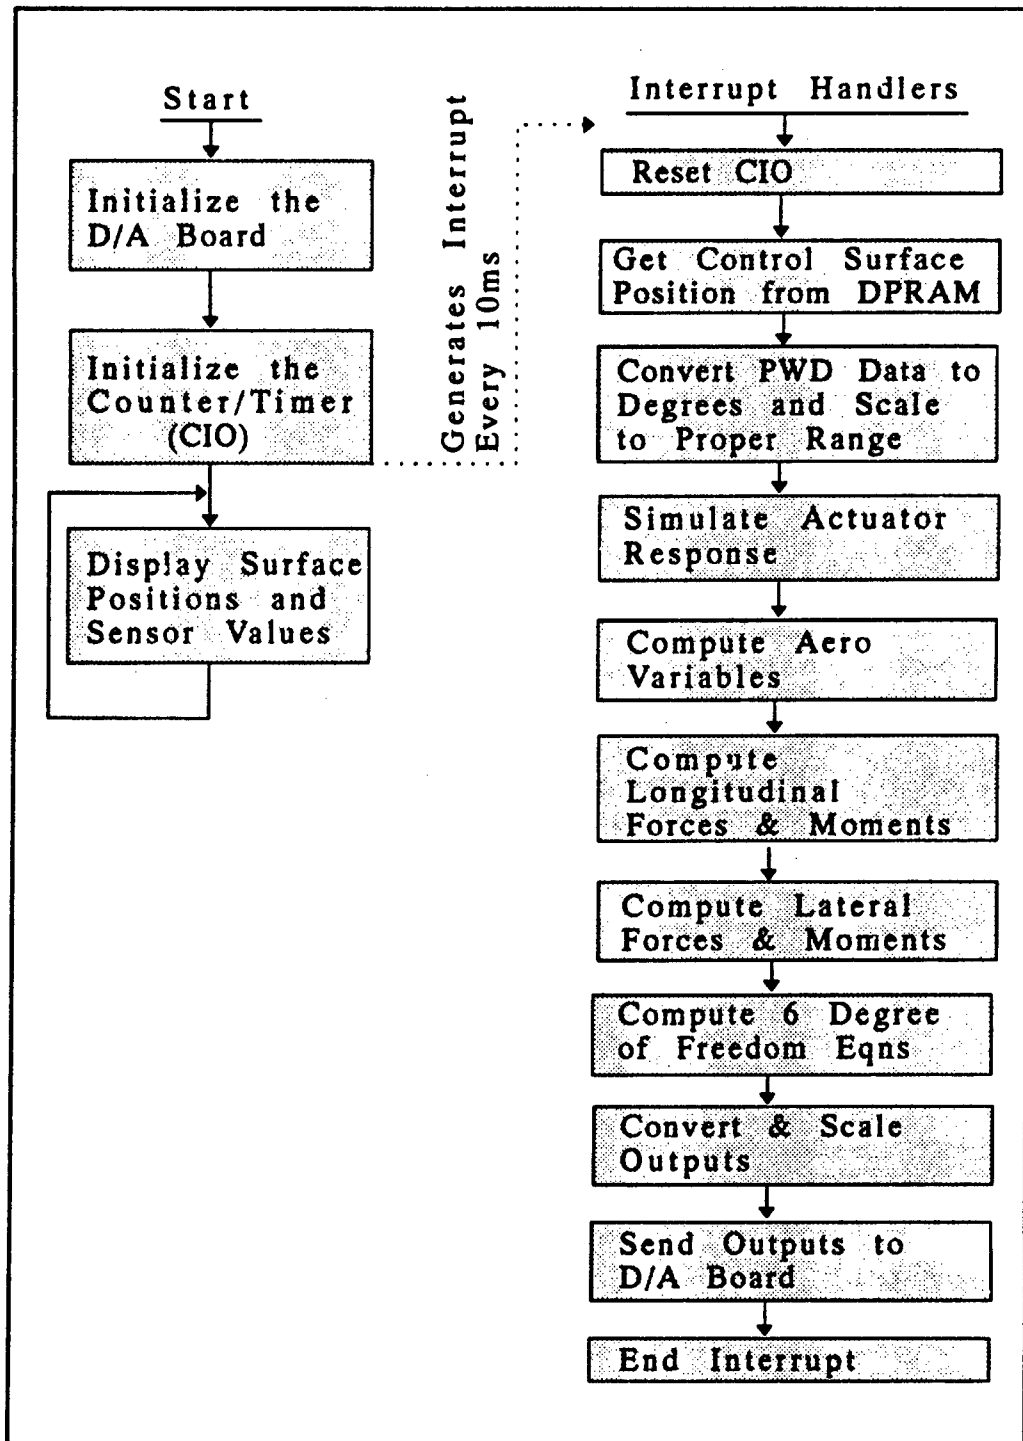 Start
Initialize the
D/A Board
Initialize the
Counter/Timer
(CIO)
Display Surface
Positions and
Sensor Values
Generates Interrupt
Every 10ms
Interrupt Handlers
Reset CIO
Get Control Surface
Position from DPRAM
Convert PWD Data to
Degrees and Scale
to Proper Range
Simulate Actuator
Response
Compute Aero
Variables
Compute
Longitudinal
Forces & Moments
Compute Lateral
Forces & Moments
Compute 6 Degree
of Freedom Eqns
Convert & Scale
Outputs
Send Outputs to
D/A Board
End Interrupt